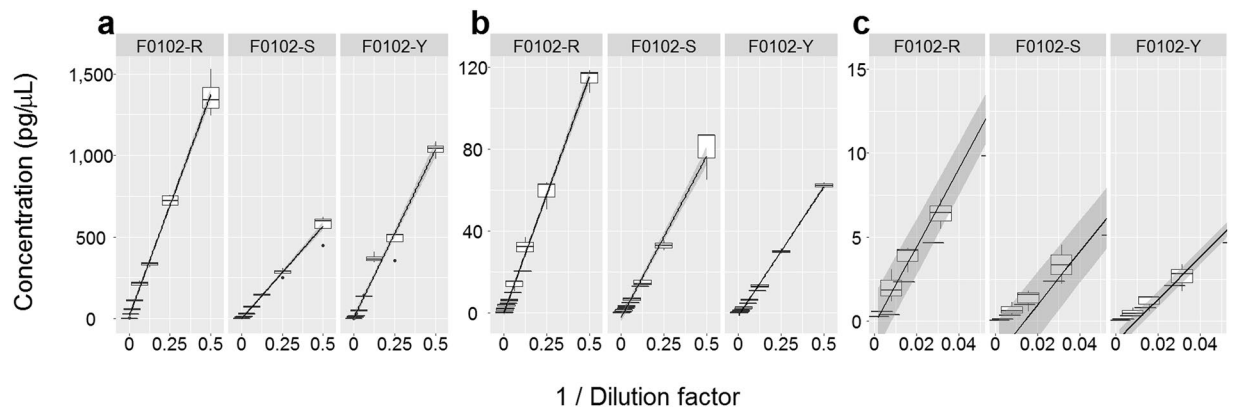 a
b
c
F0102-R F0102-S F0102-Y
F0102-R F0102-S F0102-Y
F0102-R F0102-S F0102-Y
Concentration (pg/µL)
1,500
1,000
500
0
120
80
40
0
15
10
5
0
0 0.25 0.5 0 0.25 0.5 0 0.25 0.5
0 0.25 0.5 0 0.25 0.5 0 0.25 0.5
0 0.02 0.04 0 0.02 0.04 0 0.02 0.04
1 / Dilution factor